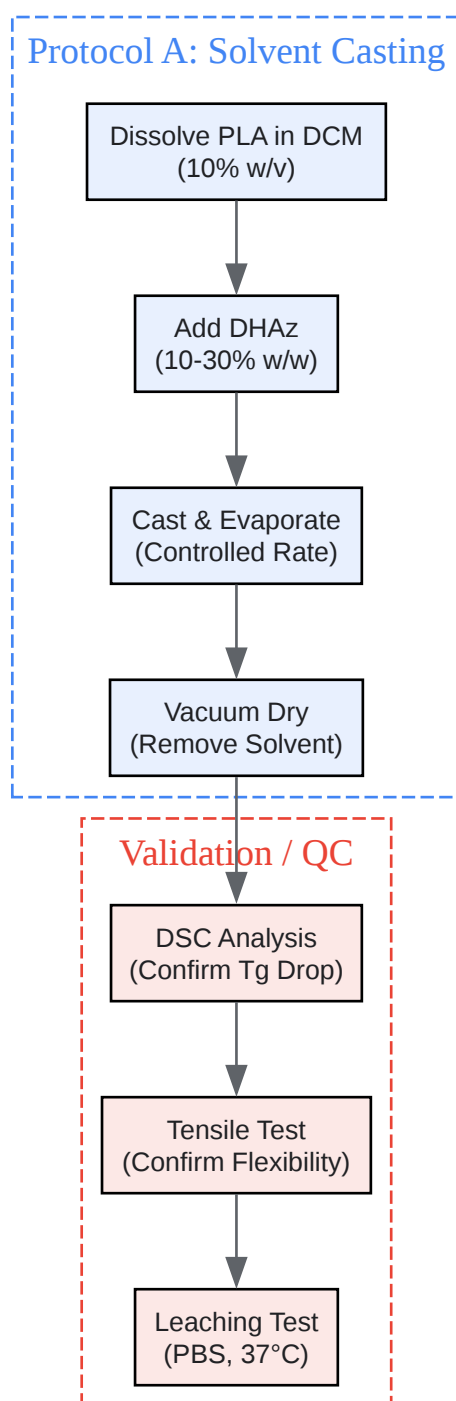 Protocol A: Solvent Casting
Dissolve PLA in DCM
(10% w/v)
Add DHAz
(10-30% w/w)
Cast & Evaporate
(Controlled Rate)
Vacuum Dry
(Remove Solvent)
Validation / QC
DSC Analysis
(Confirm Tg Drop)
Tensile Test
(Confirm Flexibility)
Leaching Test
(PBS, 37°C)